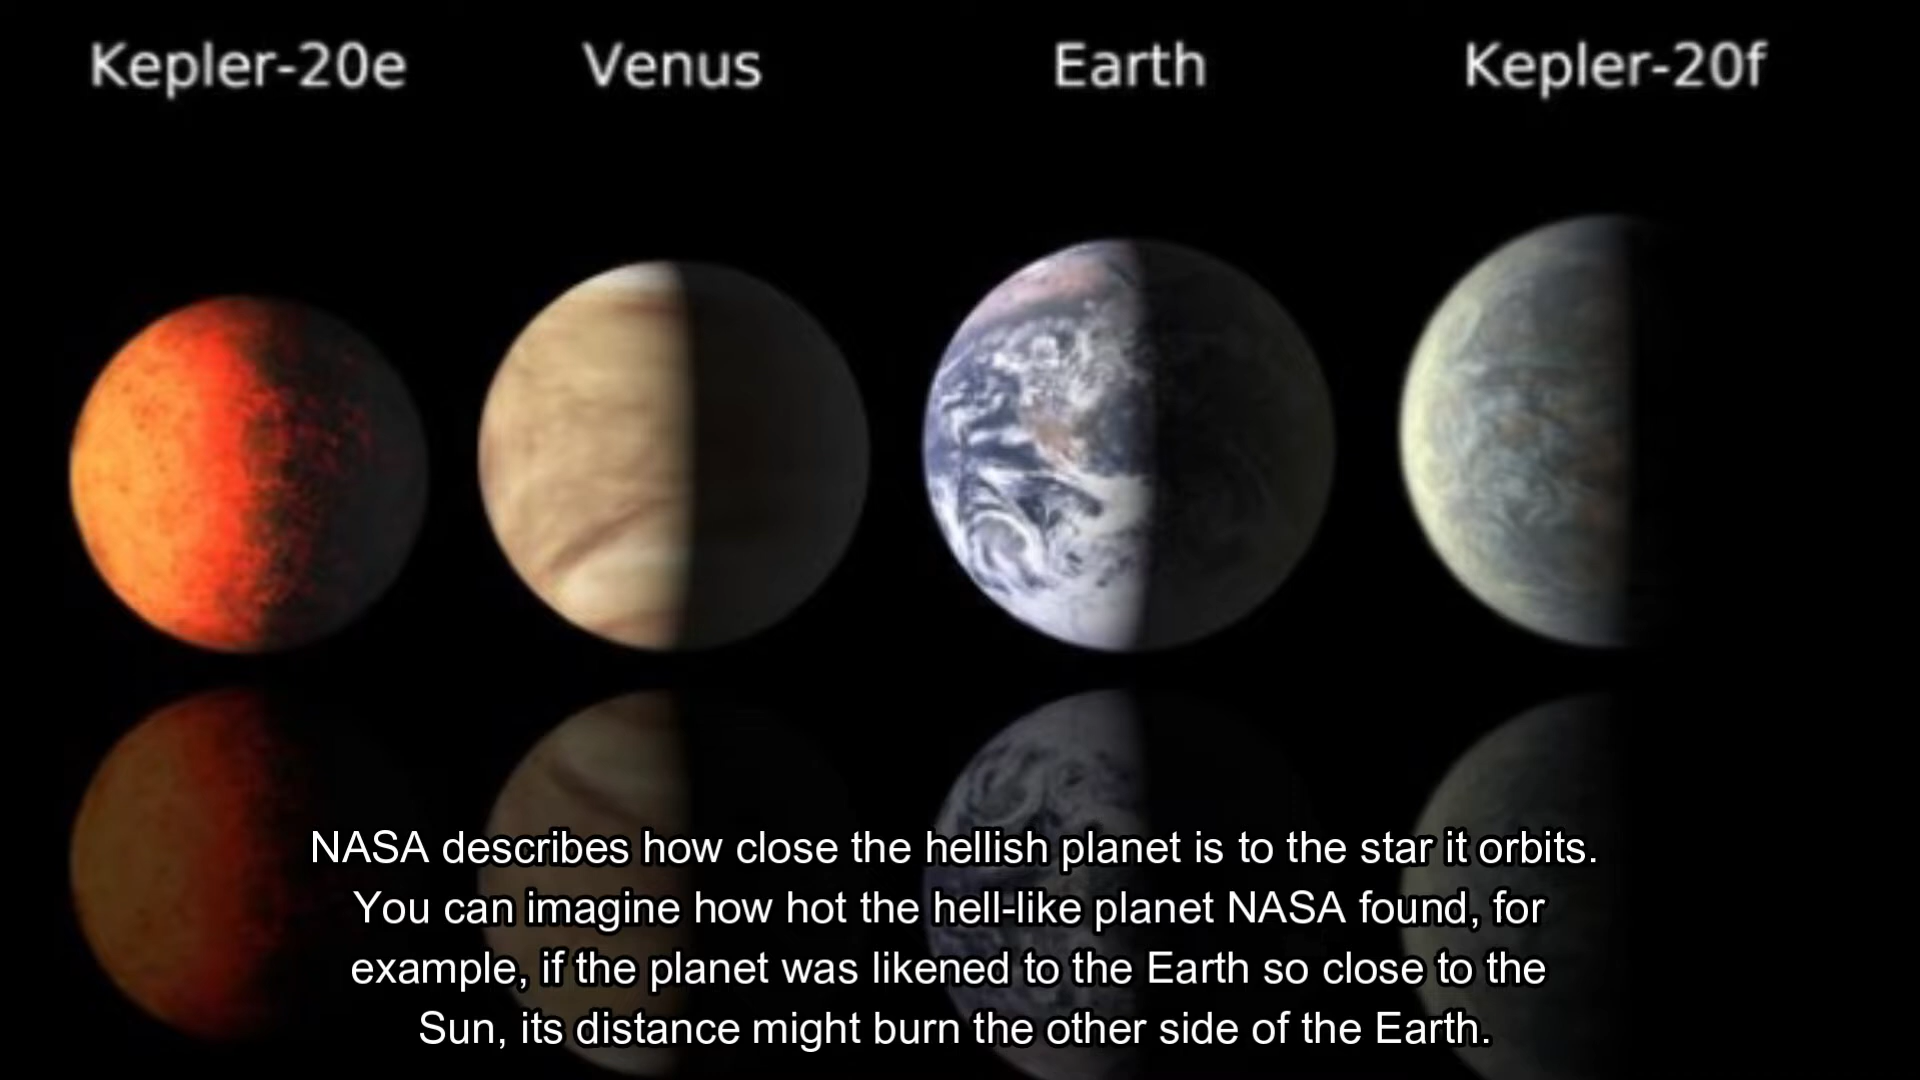 Kepler-20e Venus Earth Kepler-20f
NASA describes how close the hellish planet is to the star it orbits.
You can imagine how hot the hell-like planet NASA found, for
example, if the planet was likened to the Earth so close to the
Sun, its distance might burn the other side of the Earth.